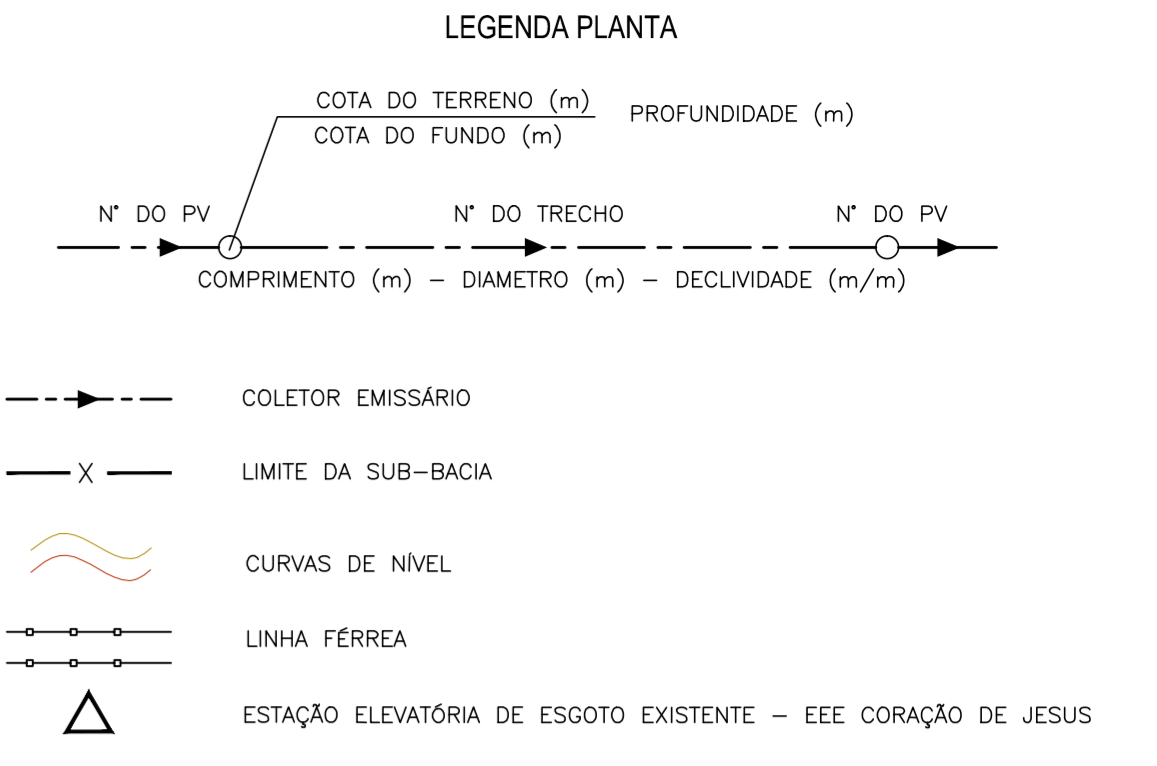 LEGENDA PLANTA
COTA DO TERRENO (m)
PROFUNDIDADE (m)
COTA DO FUNDO (m)
N° DO PV
N° DO TRECHO
N° DO PV
COMPRIMENTO (m) - DIAMETRO (m) - DECLIVIDADE (m/m)
COLETOR EMISSÁRIO
X
LIMITE DA SUB-BACIA
CURVAS DE NÍVEL
LINHA FÉRREA
ESTAÇÃO ELEVATÓRIA DE ESGOTO EXISTENTE - EEE CORAÇÃO DE JESUS